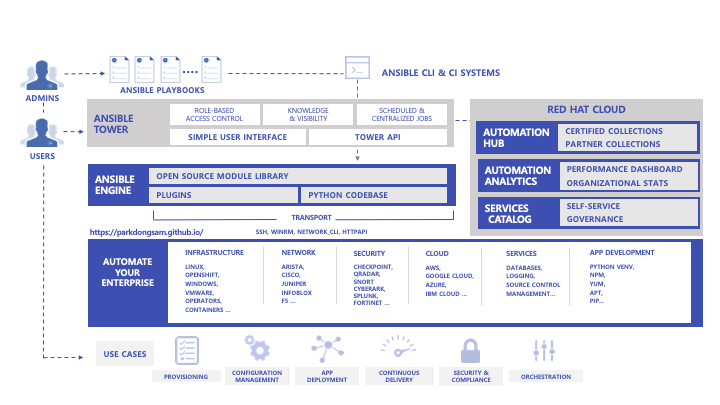 ADMINS
ANSIBLE PLAYBOOKS
ANSIBLE CLI & CI SYSTEMS
USERS
ANSIBLE
TOWER
ROLE-BASED
ACCESS CONTROL
KNOWLEDGE
& VISIBILITY
SCHEDULED &
CENTRALIZED JOBS
SIMPLE USER INTERFACE
TOWER API
RED HAT CLOUD
AUTOMATION
HUB
CERTIFIED COLLECTIONS
PARTNER COLLECTIONS
AUTOMATION
ANALYTICS
PERFORMANCE DASHBOARD
ORGANIZATIONAL STATS
SERVICES
CATALOG
SELF-SERVICE
GOVERNANCE
ANSIBLE
ENGINE
OPEN SOURCE MODULE LIBRARY
PLUGINS
PYTHON CODEBASE
TRANSPORT
https://parkdongsam.github.io/
SSH, WINRM, NETWORK_CLI, HTTPAPI
AUTOMATE
YOUR
ENTERPRISE
INFRASTRUCTURE
LINUX,
OPENSHIFT,
WINDOWS,
VMWARE,
OPERATORS,
CONTAINERS ...
NETWORK
ARISTA,
CISCO,
JUNIPER
INFOBLOX
F5 ...
SECURITY
CHECKPOINT,
QRADAR,
SNORT
CYBERARK,
SPLUNK,
FORTINET ...
CLOUD
AWS,
GOOGLE CLOUD,
AZURE,
IBM CLOUD ...
SERVICES
DATABASES,
LOGGING,
SOURCE CONTROL
MANAGEMENT...
APP DEVELOPMENT
PYTHON VENV,
NPM,
YUM,
APT,
PIP...
USE CASES
PROVISIONING
CONFIGURATION
MANAGEMENT
APP
DEPLOYMENT
CONTINUOUS
DELIVERY
SECURITY &
COMPLIANCE
ORCHESTRATION